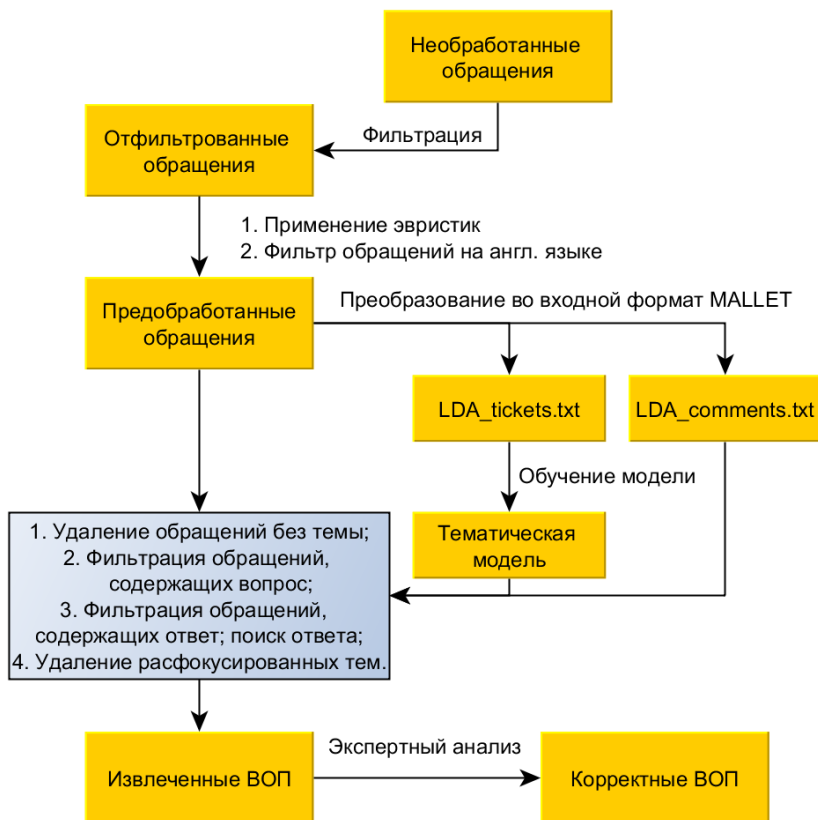 Необработанные
обращения
Отфильтрованные
обращения
Фильтрация
1. Применение эвристик
2. Фильтр обращений на англ. языке
Предобработанные
обращения
Преобразование во входной формат MALLET
LDA_tickets.txt
LDA_comments.txt
Обучение модели
Тематическая
модель
1. Удаление обращений без темы;
2. Фильтрация обращений,
содержащих вопрос;
3. Фильтрация обращений,
содержащих ответ; поиск ответа;
4. Удаление расфокусированных тем.
Извлеченные ВОП
Экспертный анализ
Корректные ВОП